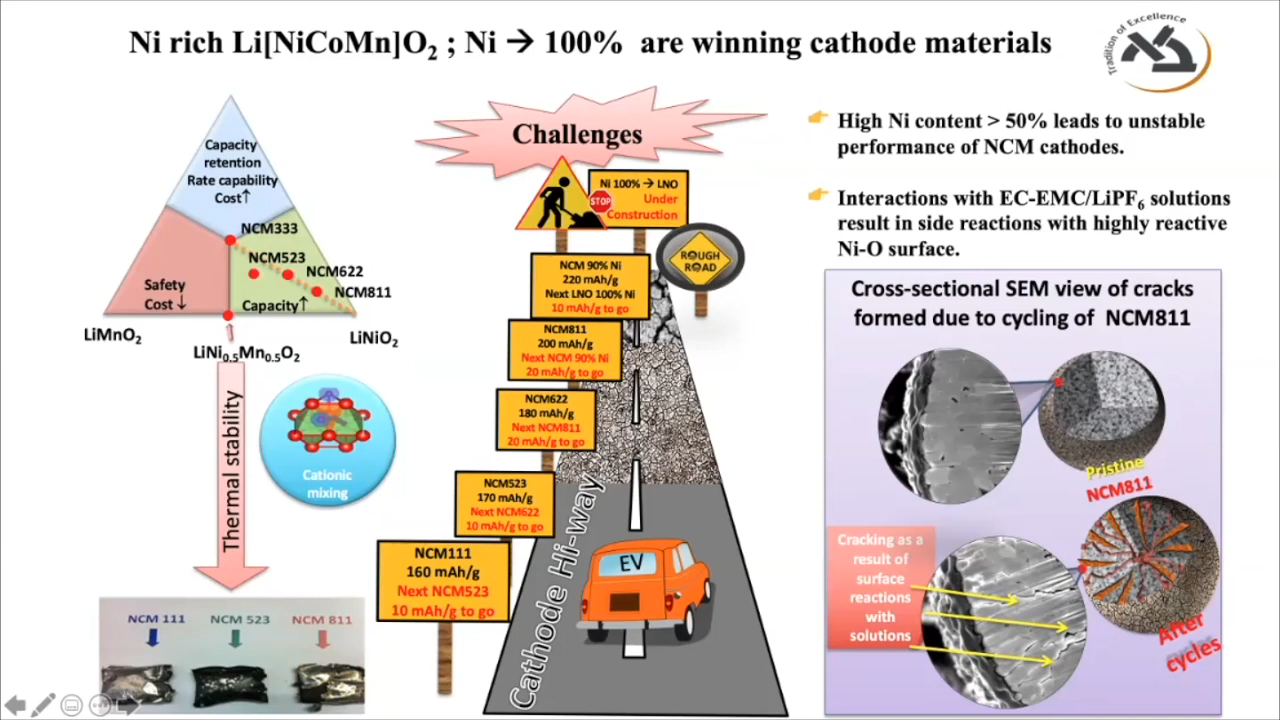 Ni rich Li[NiCoMn]O₂ ; Ni → 100% are winning cathode materials
Tradition of Excellence
Capacity
retention
Rate capability
Cost↑
NCM333
NCM523
NCM622
NCM811
Safety
Cost ↓
Capacity↑
LiMnO₂
LiNiO₂
LiNi₀.₅Mn₀.₅O₂
Thermal stability
Cationic
mixing
NCM 111
NCM 523
NCM 811
Challenges
Ni 100% → LNO
Under
Construction
STOP
ROUGH
ROAD
NCM 90% Ni
220 mAh/g
Next LNO 100% Ni
10 mAh/g to go
NCM811
200 mAh/g
Next NCM 90% Ni
20 mAh/g to go
NCM622
180 mAh/g
Next NCM811
20 mAh/g to go
NCM523
170 mAh/g
Next NCM622
10 mAh/g to go
NCM111
160 mAh/g
Next NCM523
10 mAh/g to go
Cathode Hi-way
EV
High Ni content > 50% leads to unstable
performance of NCM cathodes.
Interactions with EC-EMC/LiPF₆ solutions
result in side reactions with highly reactive
Ni-O surface.
Cross-sectional SEM view of cracks
formed due to cycling of NCM811
Pristine
NCM811
Cracking as a
result of
surface
reactions
with
solutions
After
cycles